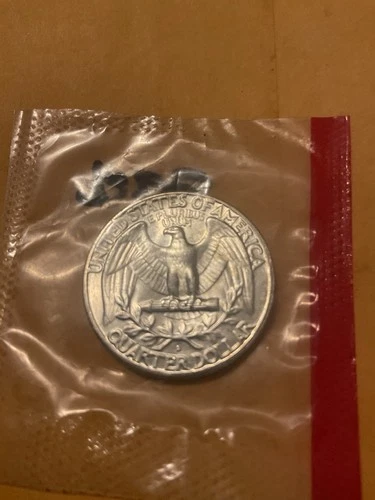 UNITED STATES OF AMERICA
E PLURIBUS
UNUM
D
QUARTER DOLLAR